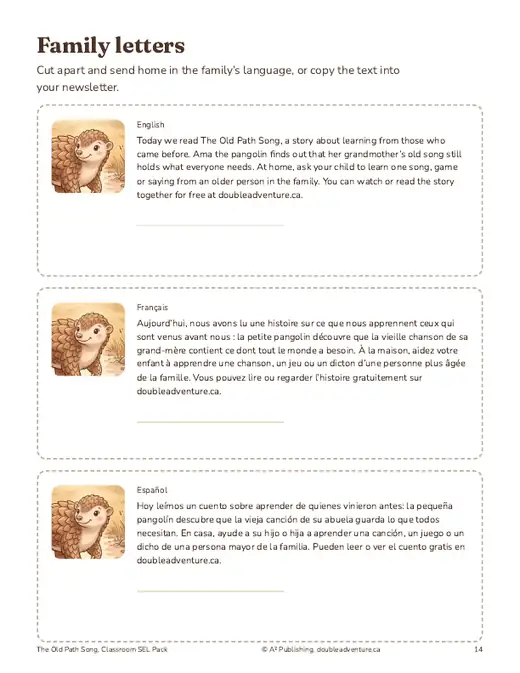 Family letters
Cut apart and send home in the family's language, or copy the text into
your newsletter.
English
Today we read The Old Path Song, a story about learning from those who
came before. Ama the pangolin finds out that her grandmother's old song still
holds what everyone needs. At home, ask your child to learn one song, game
or saying from an older person in the family. You can watch or read the story
together for free at doubleadventure.ca.
Français
Aujourd'hui, nous avons lu une histoire sur ce que nous apprennent ceux qui
sont venus avant nous : la petite pangolin découvre que la vieille chanson de sa
grand-mère contient ce dont tout le monde a besoin. À la maison, aidez votre
enfant à apprendre une chanson, un jeu ou un dicton d'une personne plus âgée
de la famille. Vous pouvez lire ou regarder l'histoire gratuitement sur
doubleadventure.ca.
Español
Hoy leímos un cuento sobre aprender de quienes vinieron antes: la pequeña
pangolín descubre que la vieja canción de su abuela guarda lo que todos
necesitan. En casa, ayude a su hijo o hija a aprender una canción, un juego o un
dicho de una persona mayor de la familia. Pueden leer o ver el cuento gratis en
doubleadventure.ca.
The Old Path Song, Classroom SEL Pack
© A² Publishing, doubleadventure.ca
14